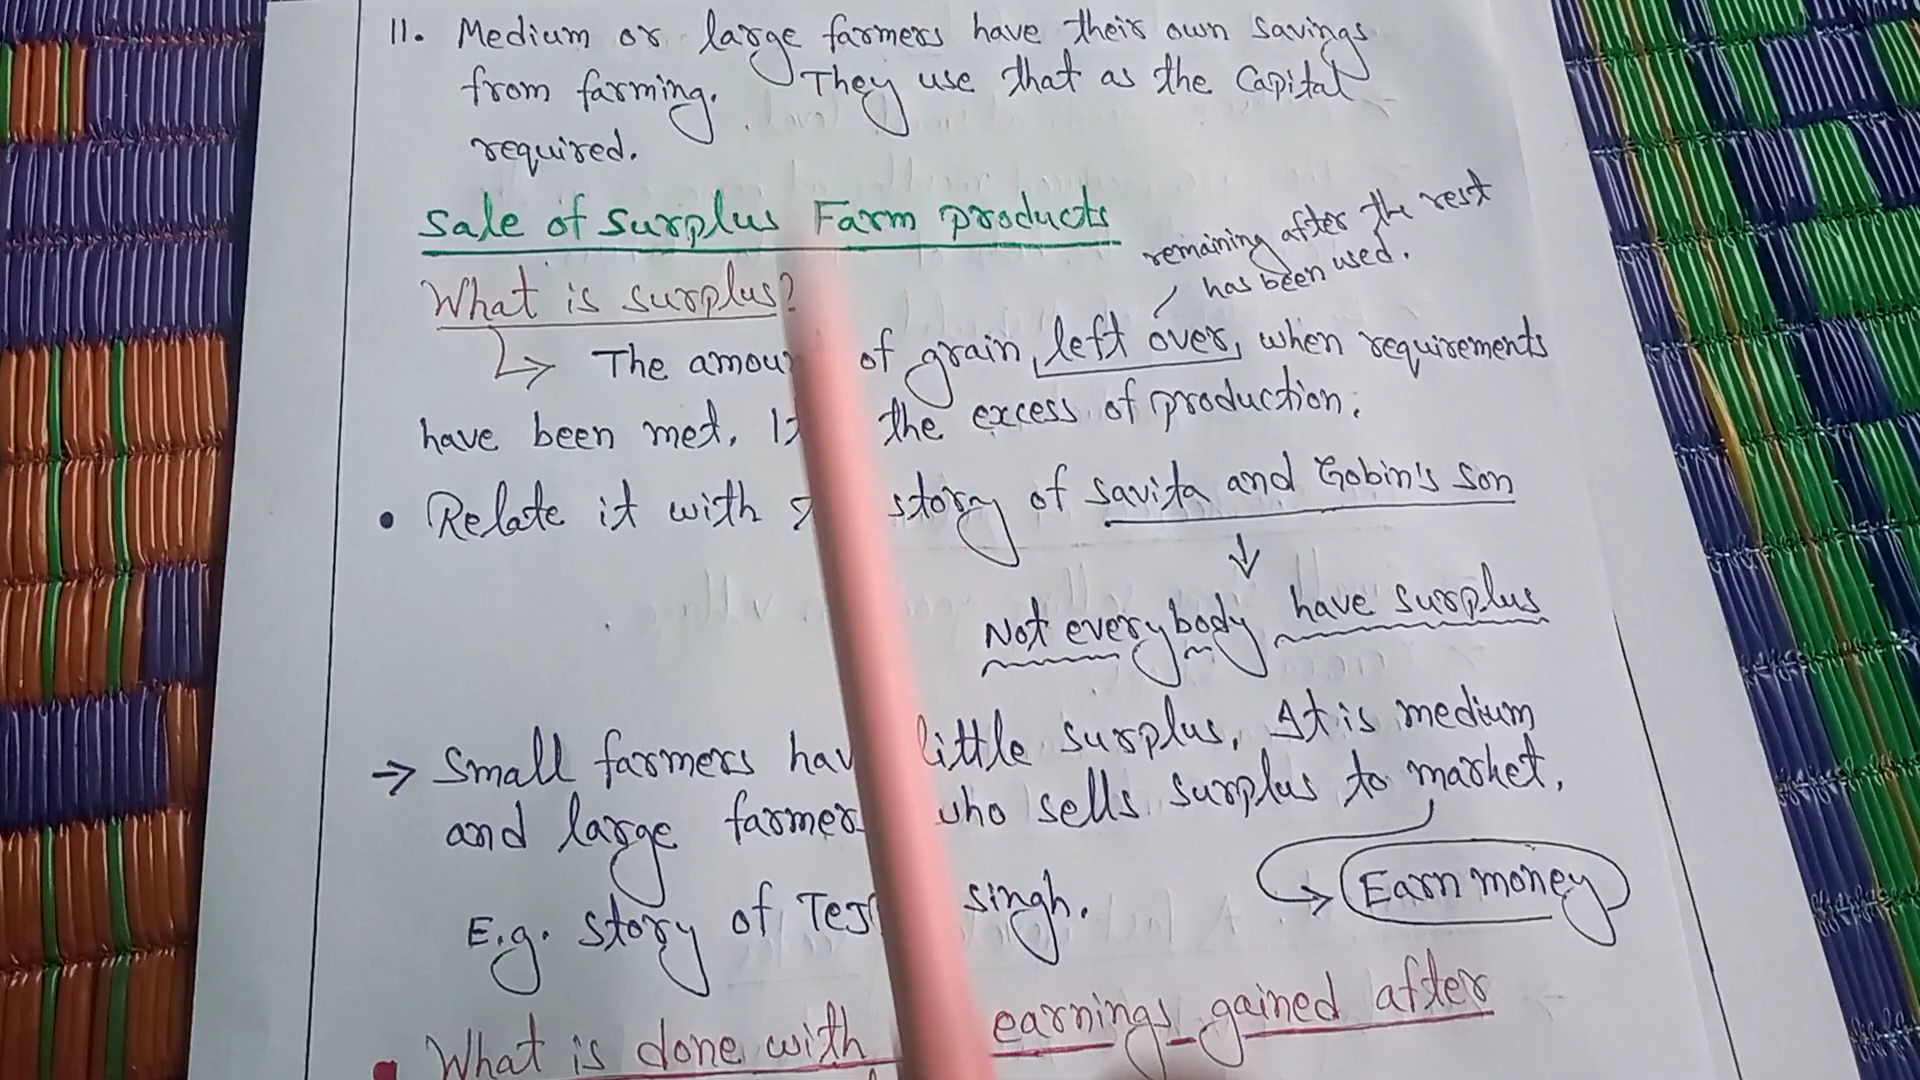 11. Medium or large farmers have their own savings
from farming. They use that as the Capital
required.
Sale of Surplus Farm products
remaining after the rest
has been used.
What is surplus?
The amou of grain, left over, when requirements
have been met. It the excess of production.
• Relate it with story of Savita and Gobin's son
Not everybody have surplus
→ Small farmers hav little surplus. It is medium
and large farmer who sells surplus to market.
E.g. story of Tej singh.
Earn money
What is done with earnings gained after